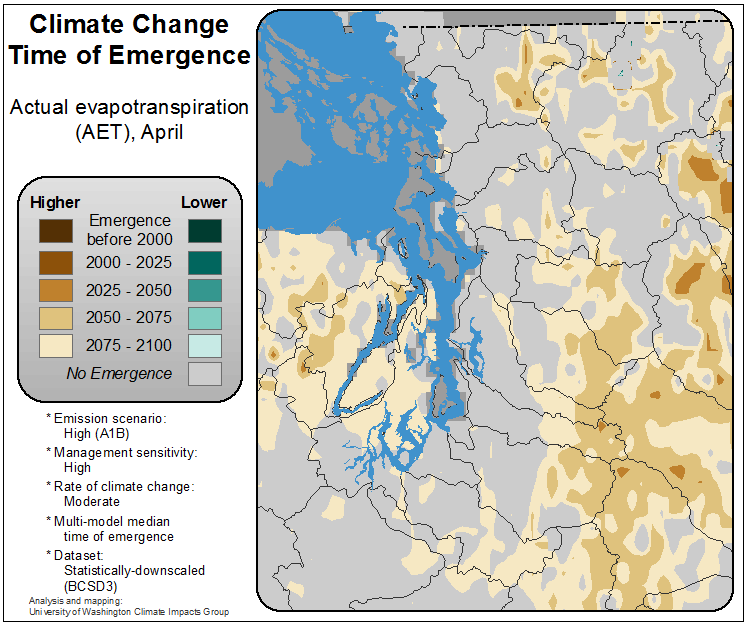 Climate Change
Time of Emergence
Actual evapotranspiration
(AET), April
Higher Lower
Emergence
before 2000
2000 - 2025
2025 - 2050
2050 - 2075
2075 - 2100
No Emergence
* Emission scenario:
High (A1B)
* Management sensitivity:
High
* Rate of climate change:
Moderate
* Multi-model median
time of emergence
* Dataset:
Statistically-downscaled
(BCSD3)
Analysis and mapping:
University of Washington Climate Impacts Group